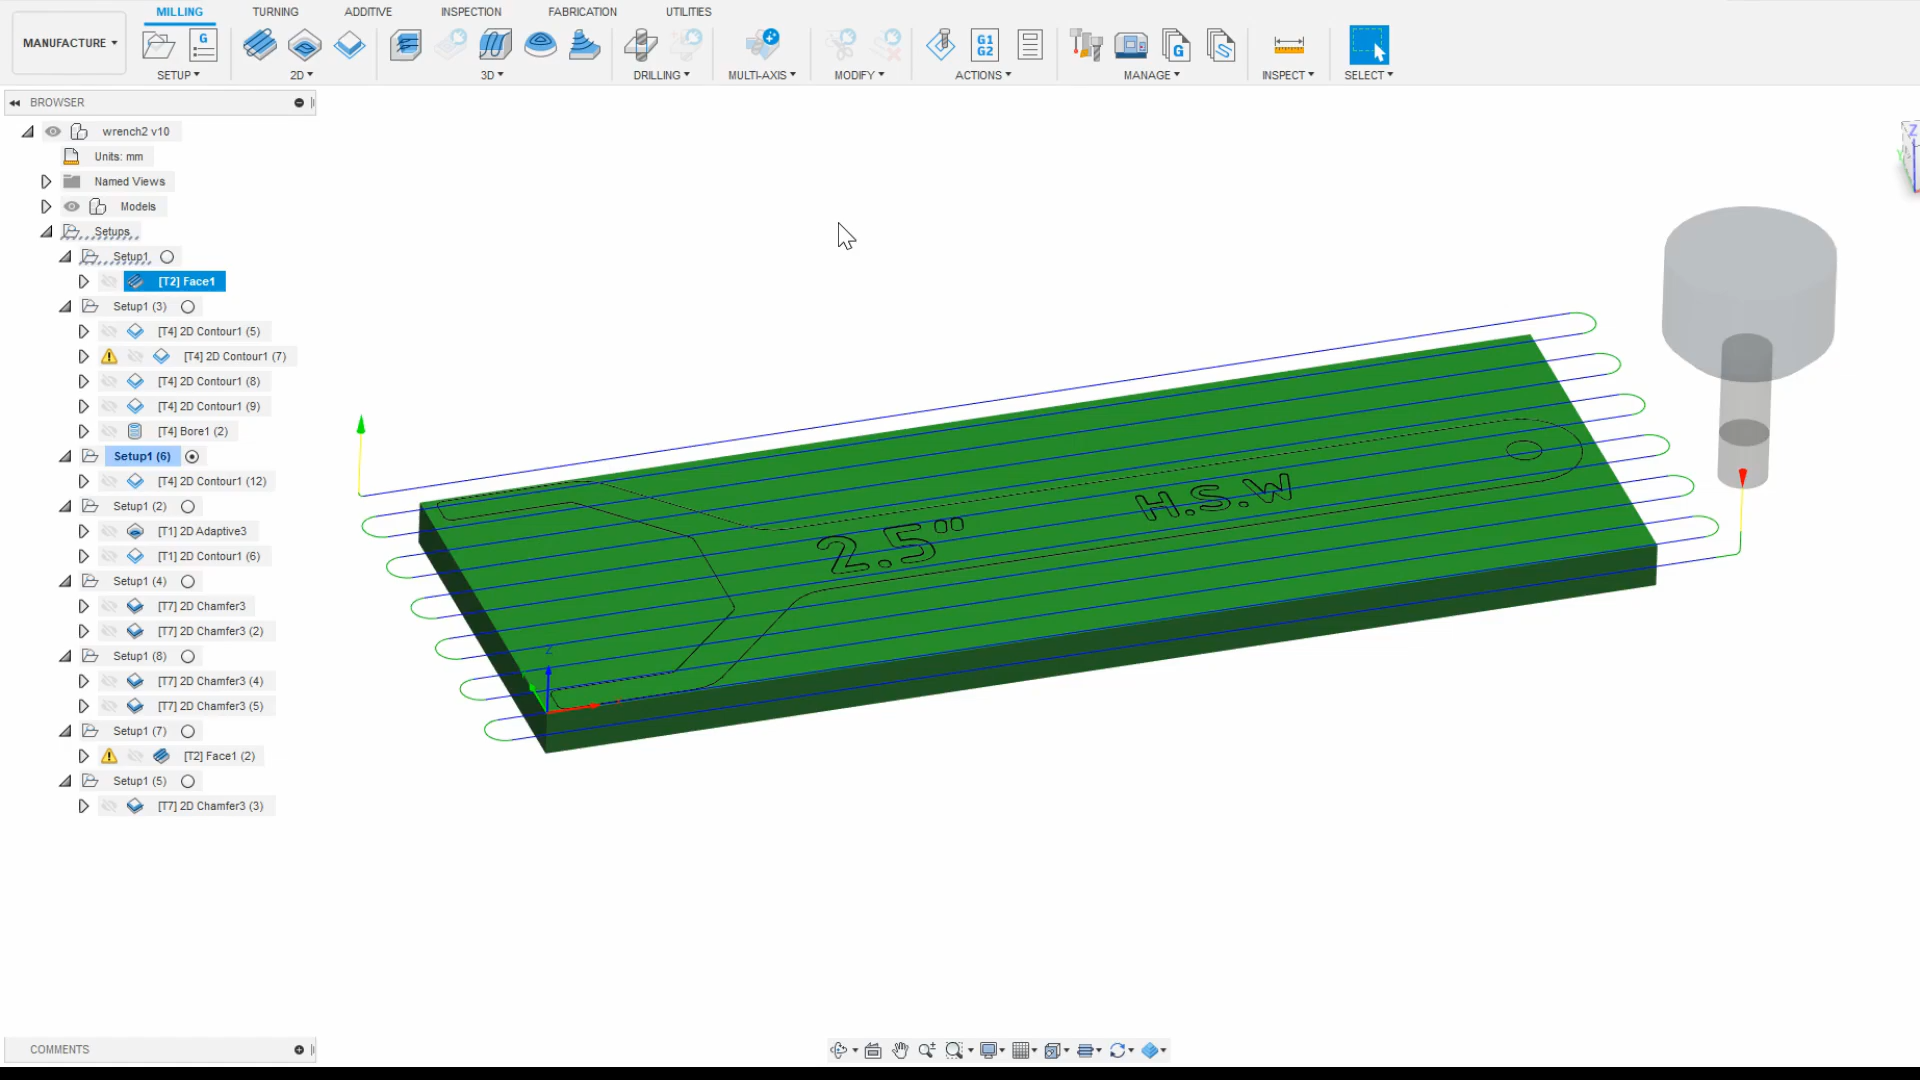 MILLING TURNING ADDITIVE INSPECTION FABRICATION UTILITIES
MANUFACTURE
G G1 G2 G
SETUP 2D 3D DRILLING MULTI-AXIS MODIFY ACTIONS MANAGE INSPECT SELECT
BROWSER
wrench2 v10
Units: mm
Named Views
Models
Setups
Setup1
[T2] Face1
Setup1 (3)
[T4] 2D Contour1 (5)
[T4] 2D Contour1 (7)
[T4] 2D Contour1 (8)
[T4] 2D Contour1 (9)
[T4] Bore1 (2)
Setup1 (6)
[T4] 2D Contour1 (12)
Setup1 (2)
[T1] 2D Adaptive3
[T1] 2D Contour1 (6)
Setup1 (4)
[T7] 2D Chamfer3
[T7] 2D Chamfer3 (2)
Setup1 (8)
[T7] 2D Chamfer3 (4)
[T7] 2D Chamfer3 (5)
Setup1 (7)
[T2] Face1 (2)
Setup1 (5)
[T7] 2D Chamfer3 (3)
Z
2.5" H.S.W
Z
COMMENTS